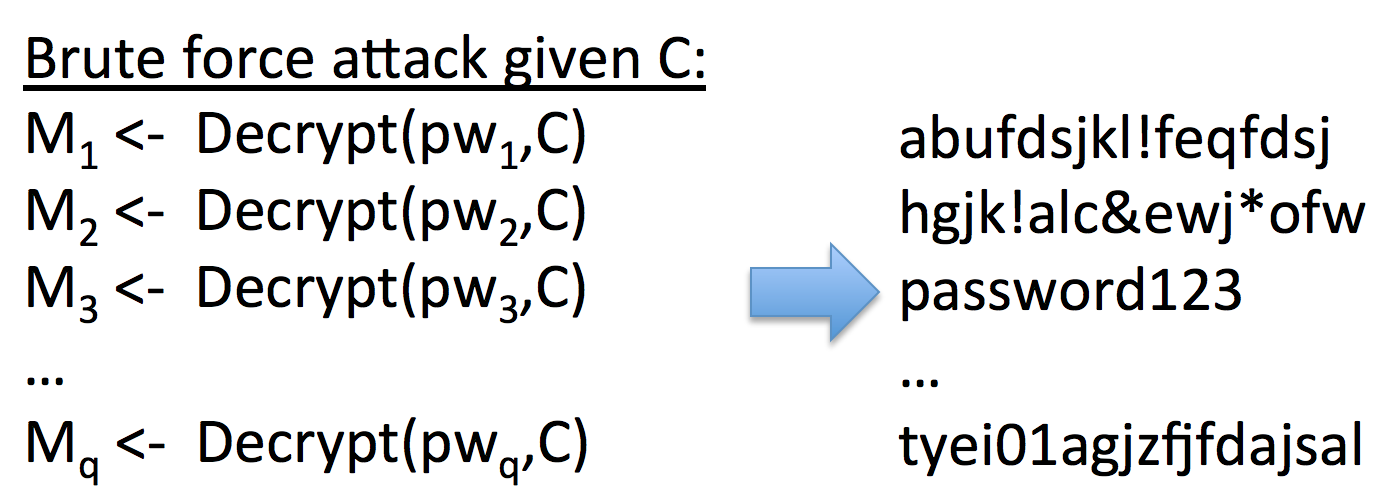 Brute force attack given C:
M1 <- Decrypt(pw1,C) abufdsjkl!feqfdsj
M2 <- Decrypt(pw2,C) hgjk!alc&ewj*ofw
M3 <- Decrypt(pw3,C) password123
... ...
Mq <- Decrypt(pwq,C) tyei01agjzfjfdajsal